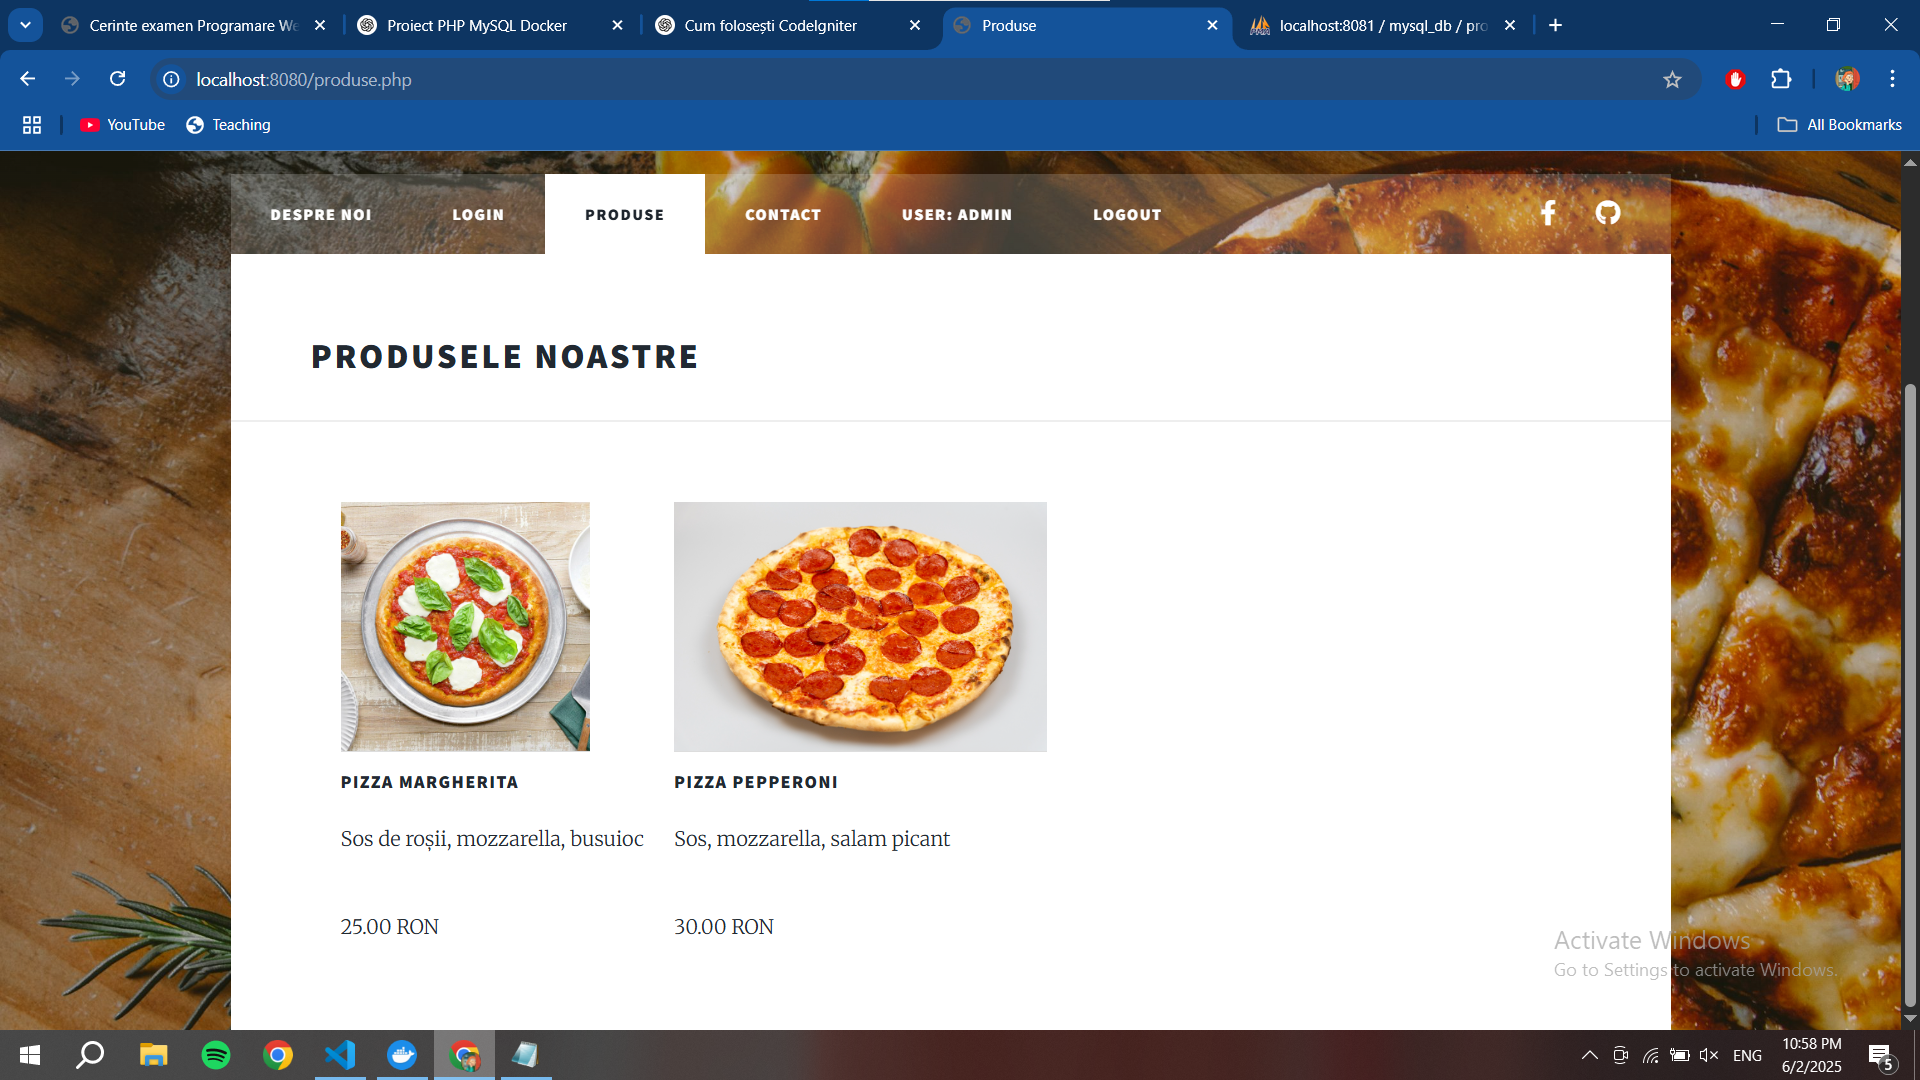 Cerinte examen Programare We
Proiect PHP MySQL Docker
Cum folosești CodeIgniter
Produse
localhost:8081 / mysql_db / pro
localhost:8080/produse.php
YouTube
Teaching
All Bookmarks
DESPRE NOI
LOGIN
PRODUSE
CONTACT
USER: ADMIN
LOGOUT
PRODUSELE NOASTRE
PIZZA MARGHERITA
Sos de roșii, mozzarella, busuioc
25.00 RON
PIZZA PEPPERONI
Sos, mozzarella, salam picant
30.00 RON
Activate Windows
Go to Settings to activate Windows.
ENG
10:58 PM
6/2/2025
5